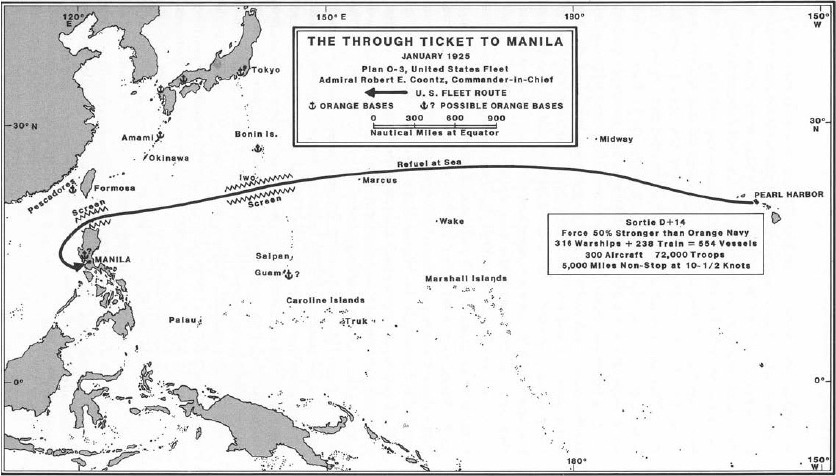 120°
E
150° E
180°
150°
W
THE THROUGH TICKET TO MANILA
JANUARY 1925
Plan O-3, United States Fleet
Admiral Robert E. Coontz, Commander-in-Chief
U. S. FLEET ROUTE
ORANGE BASES ? POSSIBLE ORANGE BASES
0 300 600 900
Nautical Miles at Equator
Tokyo
30° N
30°
N
Amami
Bonin Is.
Midway
Okinawa
Refuel at Sea
Iwo
Marcus
Pescadores
Formosa
Screen
Screen
PEARL HARBOR
Wake
Sortie D+14
Force 50% Stronger than Orange Navy
316 Warships + 238 Train = 554 Vessels
300 Aircraft 72,000 Troops
5,000 Miles Non-Stop at 10-1/2 Knots
?
MANILA
Saipan
Guam ?
Marshall Islands
Caroline Islands
Palau
Truk
0°
0°
120°
E
150° E
180°
150°
W